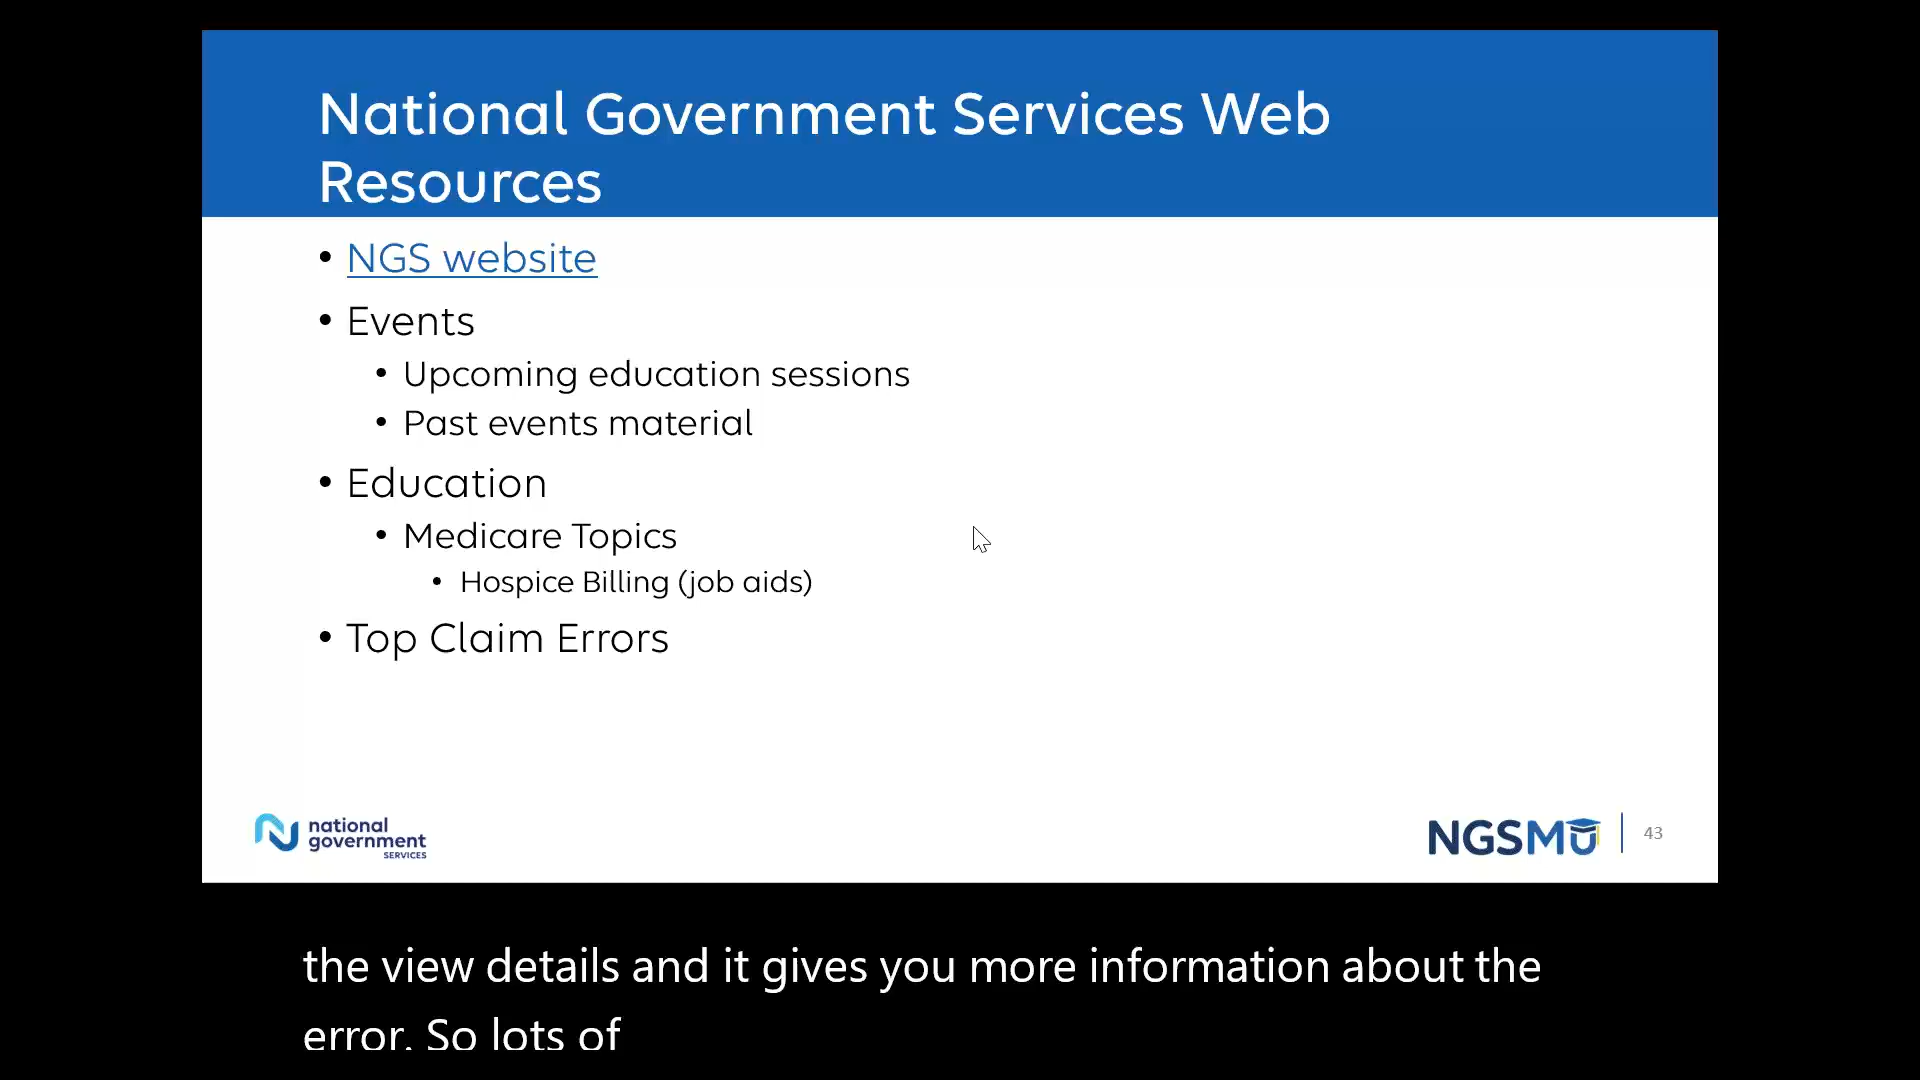 National Government Services Web
Resources
• NGS website
• Events
• Upcoming education sessions
• Past events material
• Education
• Medicare Topics
• Hospice Billing (job aids)
• Top Claim Errors
national
government
SERVICES
NGSMU
43
the view details and it gives you more information about the
error. So lots of